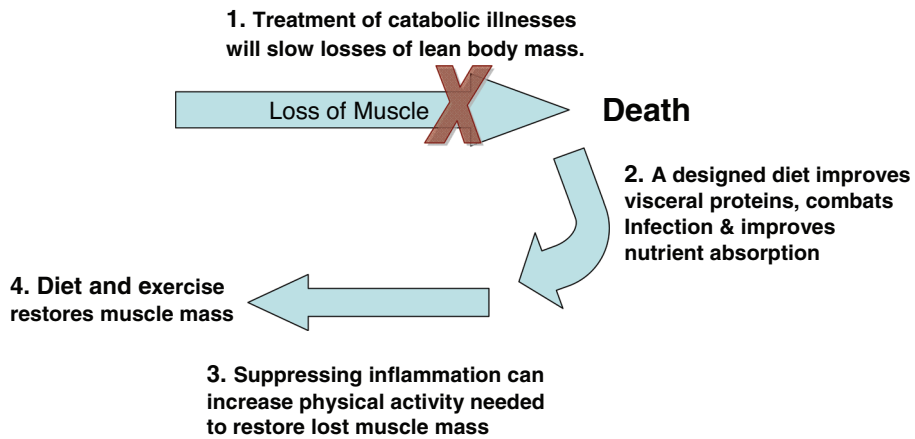 1. Treatment of catabolic illnesses
will slow losses of lean body mass.
Loss of Muscle
Death
2. A designed diet improves
visceral proteins, combats
Infection & improves
nutrient absorption
4. Diet and exercise
restores muscle mass
3. Suppressing inflammation can
increase physical activity needed
to restore lost muscle mass